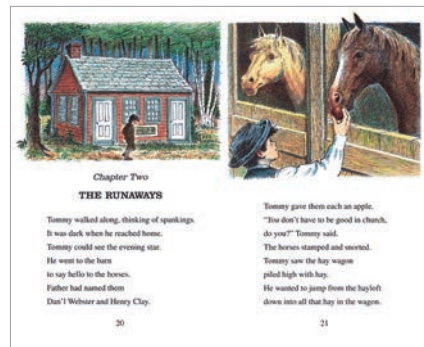 Chapter Two
THE RUNAWAYS
Tommy walked along, thinking of spankings.
It was dark when he reached home.
Tommy could see the evening star.
He went to the barn
to say hello to the horses.
Father had named them
Dan'l Webster and Henry Clay.
20
Tommy gave them each an apple.
"You don't have to be good in church,
do you?" Tommy said.
The horses stamped and snorted.
Tommy saw the hay wagon
piled high with hay.
He wanted to jump from the hayloft
down into all that hay in the wagon.
21